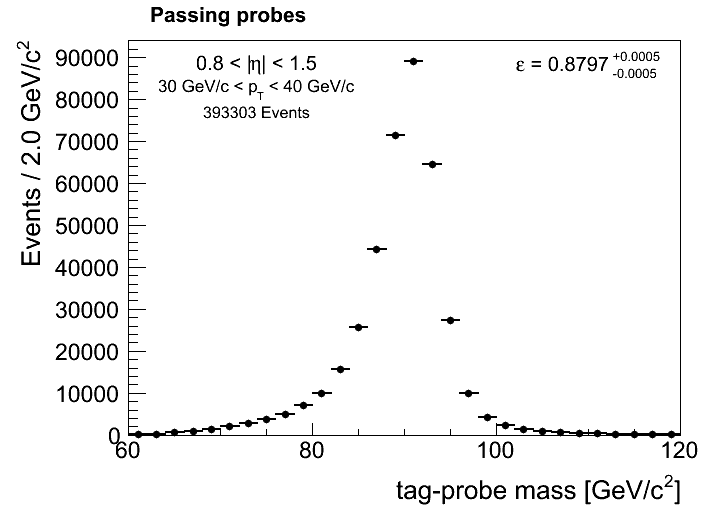 Passing probes
0.8 < |η| < 1.5
30 GeV/c < p_T < 40 GeV/c
393303 Events
ε = 0.8797 +0.0005 -0.0005
Events / 2.0 GeV/c²
90000
80000
70000
60000
50000
40000
30000
20000
10000
0
60 80 100 120
tag-probe mass [GeV/c²]